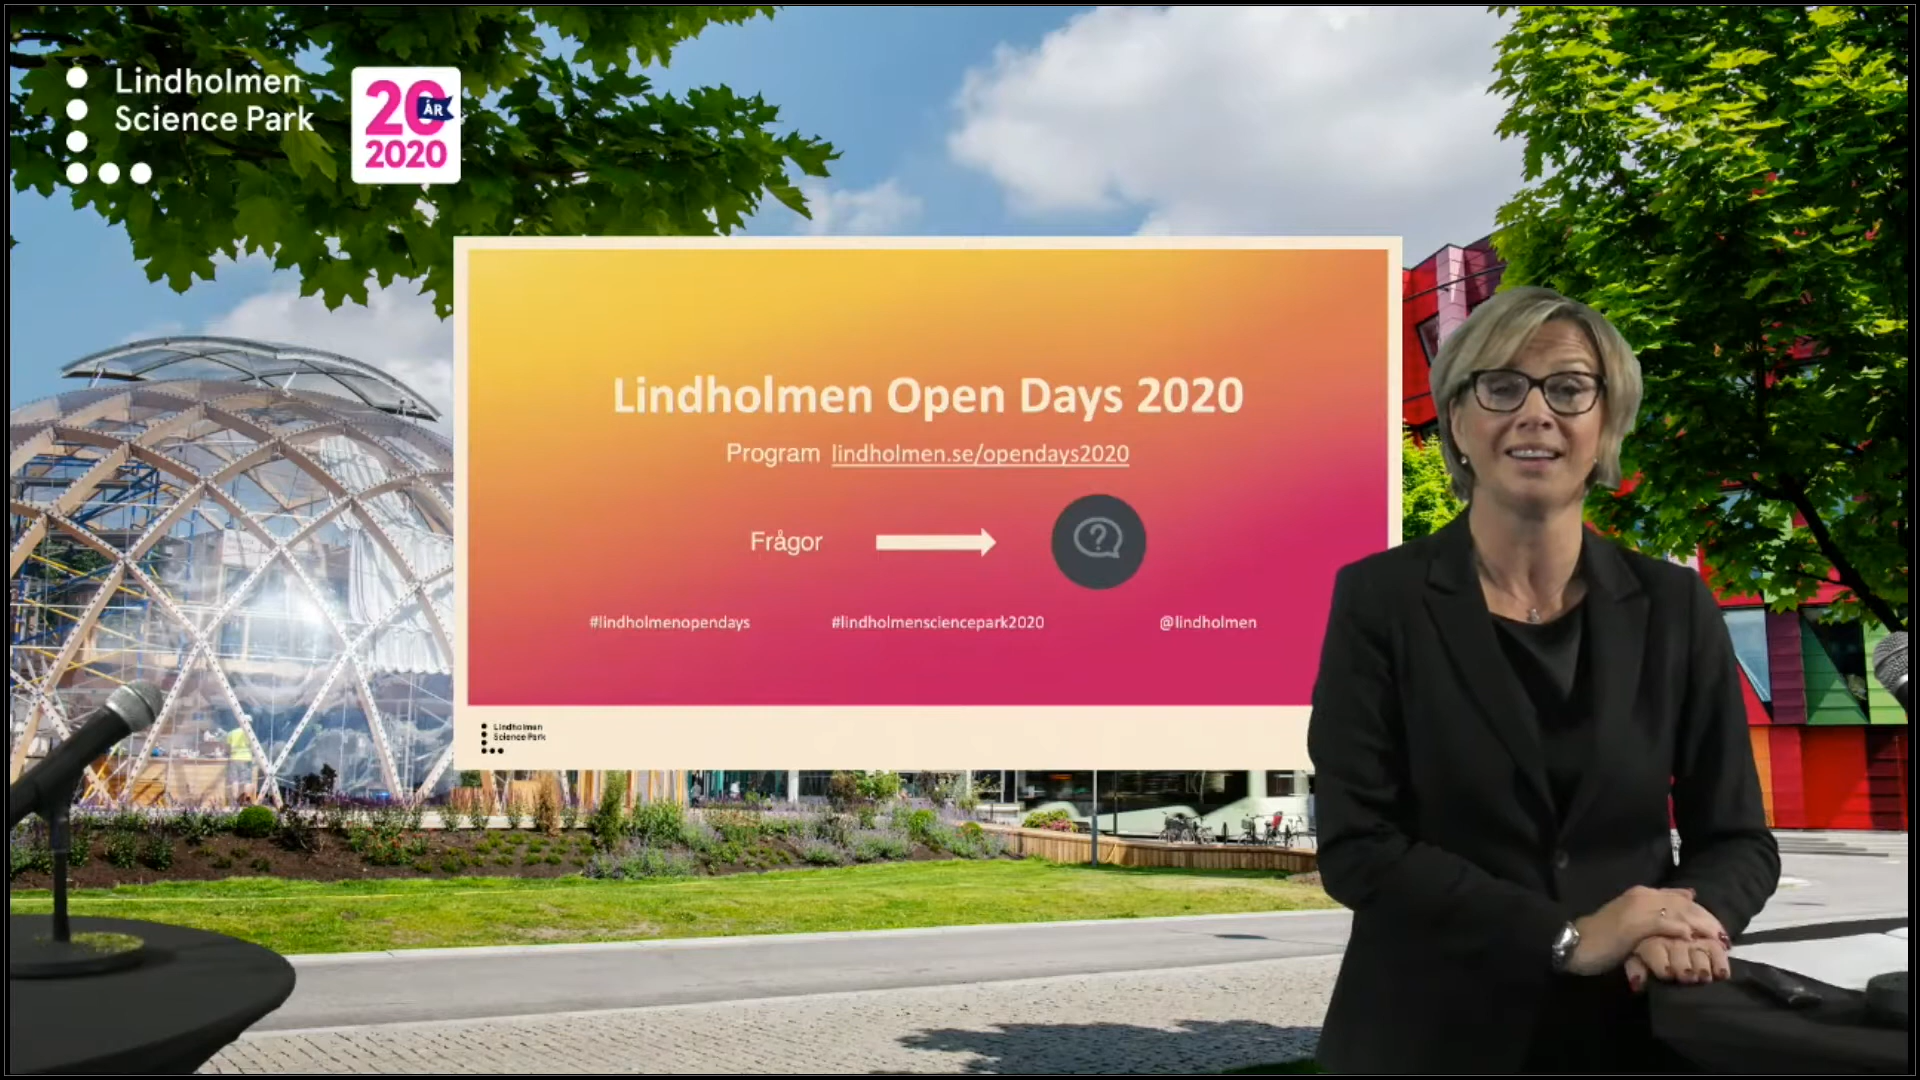 Lindholmen
Science Park
20
ÅR
2020
Lindholmen Open Days 2020
Program lindholmen.se/opendays2020
Frågor
?
#lindholmenopendays #lindholmensciencepark2020 @lindholmen
Lindholmen
Science Park